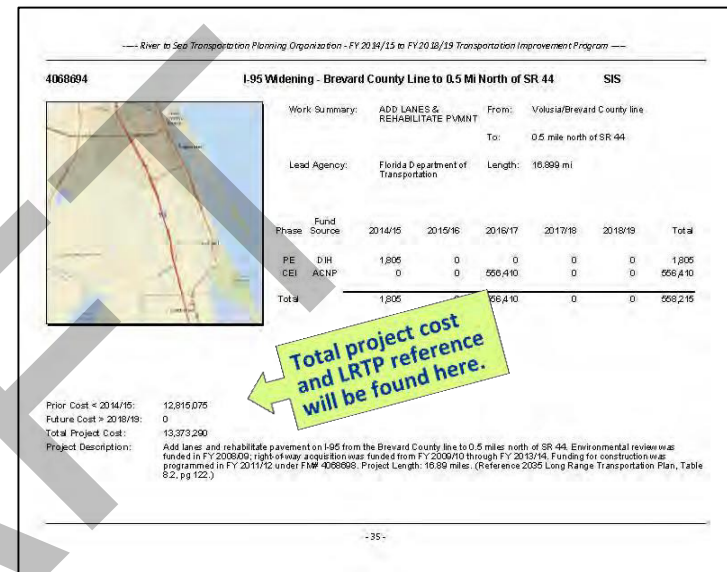 ---- River to Sea Transportation Planning Organization - FY 2014/15 to FY 2018/19 Transportation Improvement Program ----
4068694 I-95 Widening - Brevard County Line to 0.5 Mi North of SR 44 SIS
Work Summary: ADD LANES & REHABILITATE PVMNT From: Volusia/Brevard County line
To: 0.5 mile north of SR 44
Lead Agency: Florida Department of Transportation Length: 16.899 mi
Phase Fund Source 2014/15 2015/16 2016/17 2017/18 2018/19 Total
PE DIH 1,805 0 0 0 0 1,805
CEI ACNP 0 0 556,410 0 0 556,410
Total 1,805 0 556,410 0 0 558,215
Total project cost
and LRTP reference
will be found here.
Prior Cost < 2014/15: 12,815,075
Future Cost > 2018/19: 0
Total Project Cost: 13,373,290
Project Description: Add lanes and rehabilitate pavement on I-95 from the Brevard County line to 0.5 miles north of SR 44. Environmental review was
funded in FY 2008/09; right-of-way acquisition was funded from FY 2009/10 through FY 2013/14. Funding for construction was
programmed in FY 2011/12 under FM# 4068698. Project Length: 16.89 miles. (Reference 2035 Long Range Transportation Plan, Table
8.2, pg 122.)
- 35 -